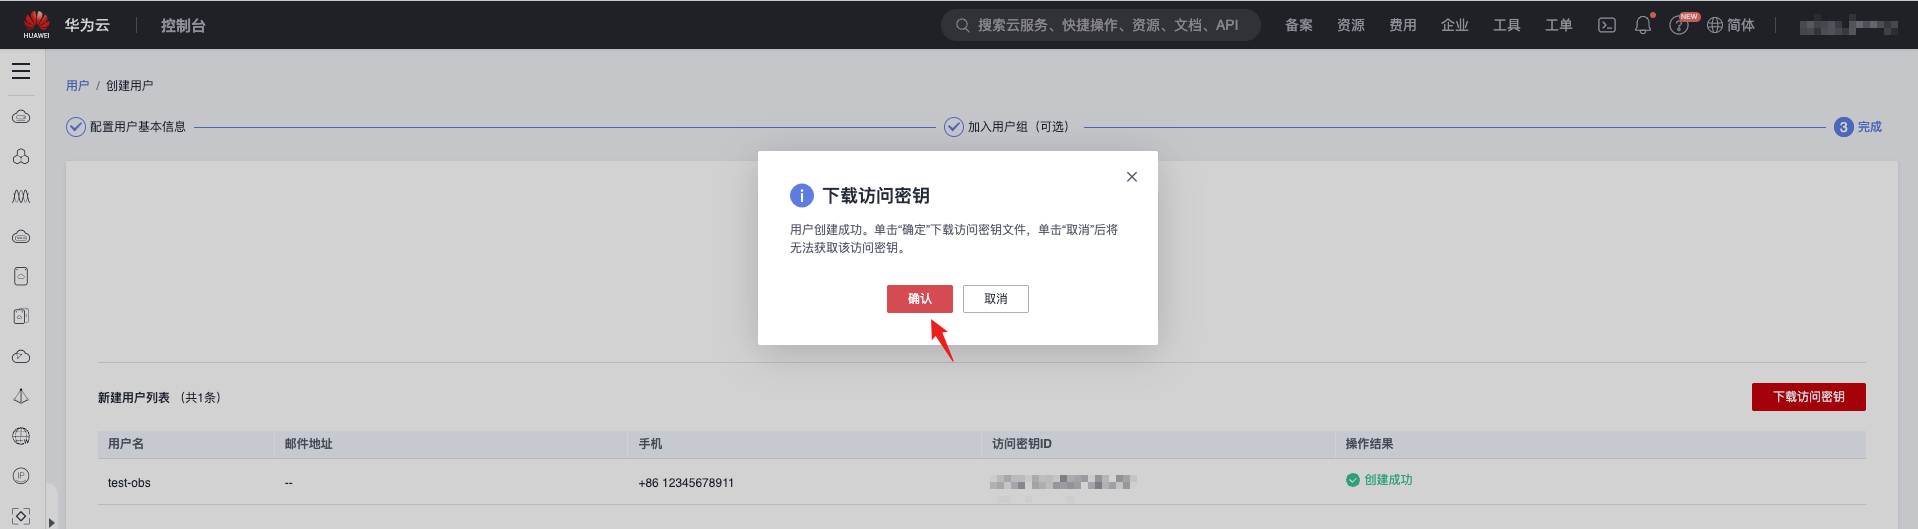 HUAWEI
华为云
控制台
搜索云服务、快捷操作、资源、文档、API
备案
资源
费用
企业
工具
工单
NEW
简体
用户 / 创建用户
配置用户基本信息
加入用户组（可选）
3 完成
下载访问密钥
用户创建成功。单击“确定”下载访问密钥文件，单击“取消”后将
无法获取该访问密钥。
确认
取消
新建用户列表 （共1条）
下载访问密钥
用户名
邮件地址
手机
访问密钥ID
操作结果
test-obs
--
+86 12345678911
创建成功
IP